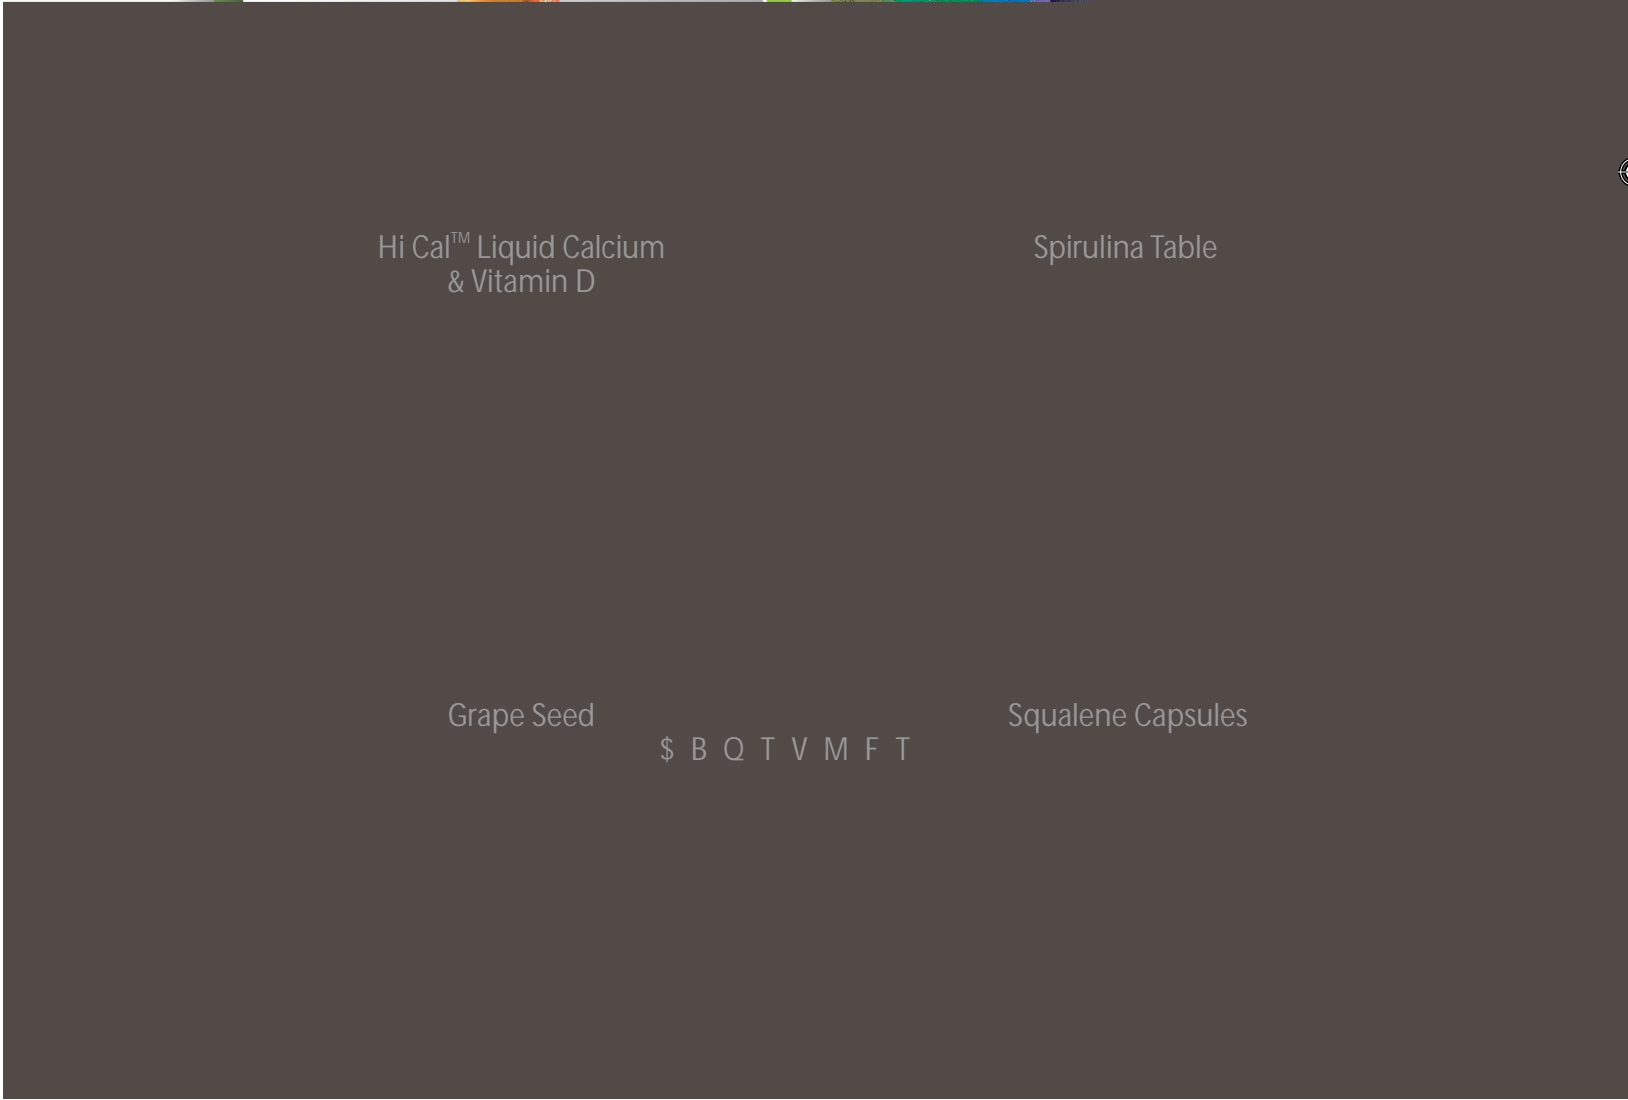 Hi Cal™ Liquid Calcium
& Vitamin D
Spirulina Table
Grape Seed
Squalene Capsules
$ B Q T V M F T